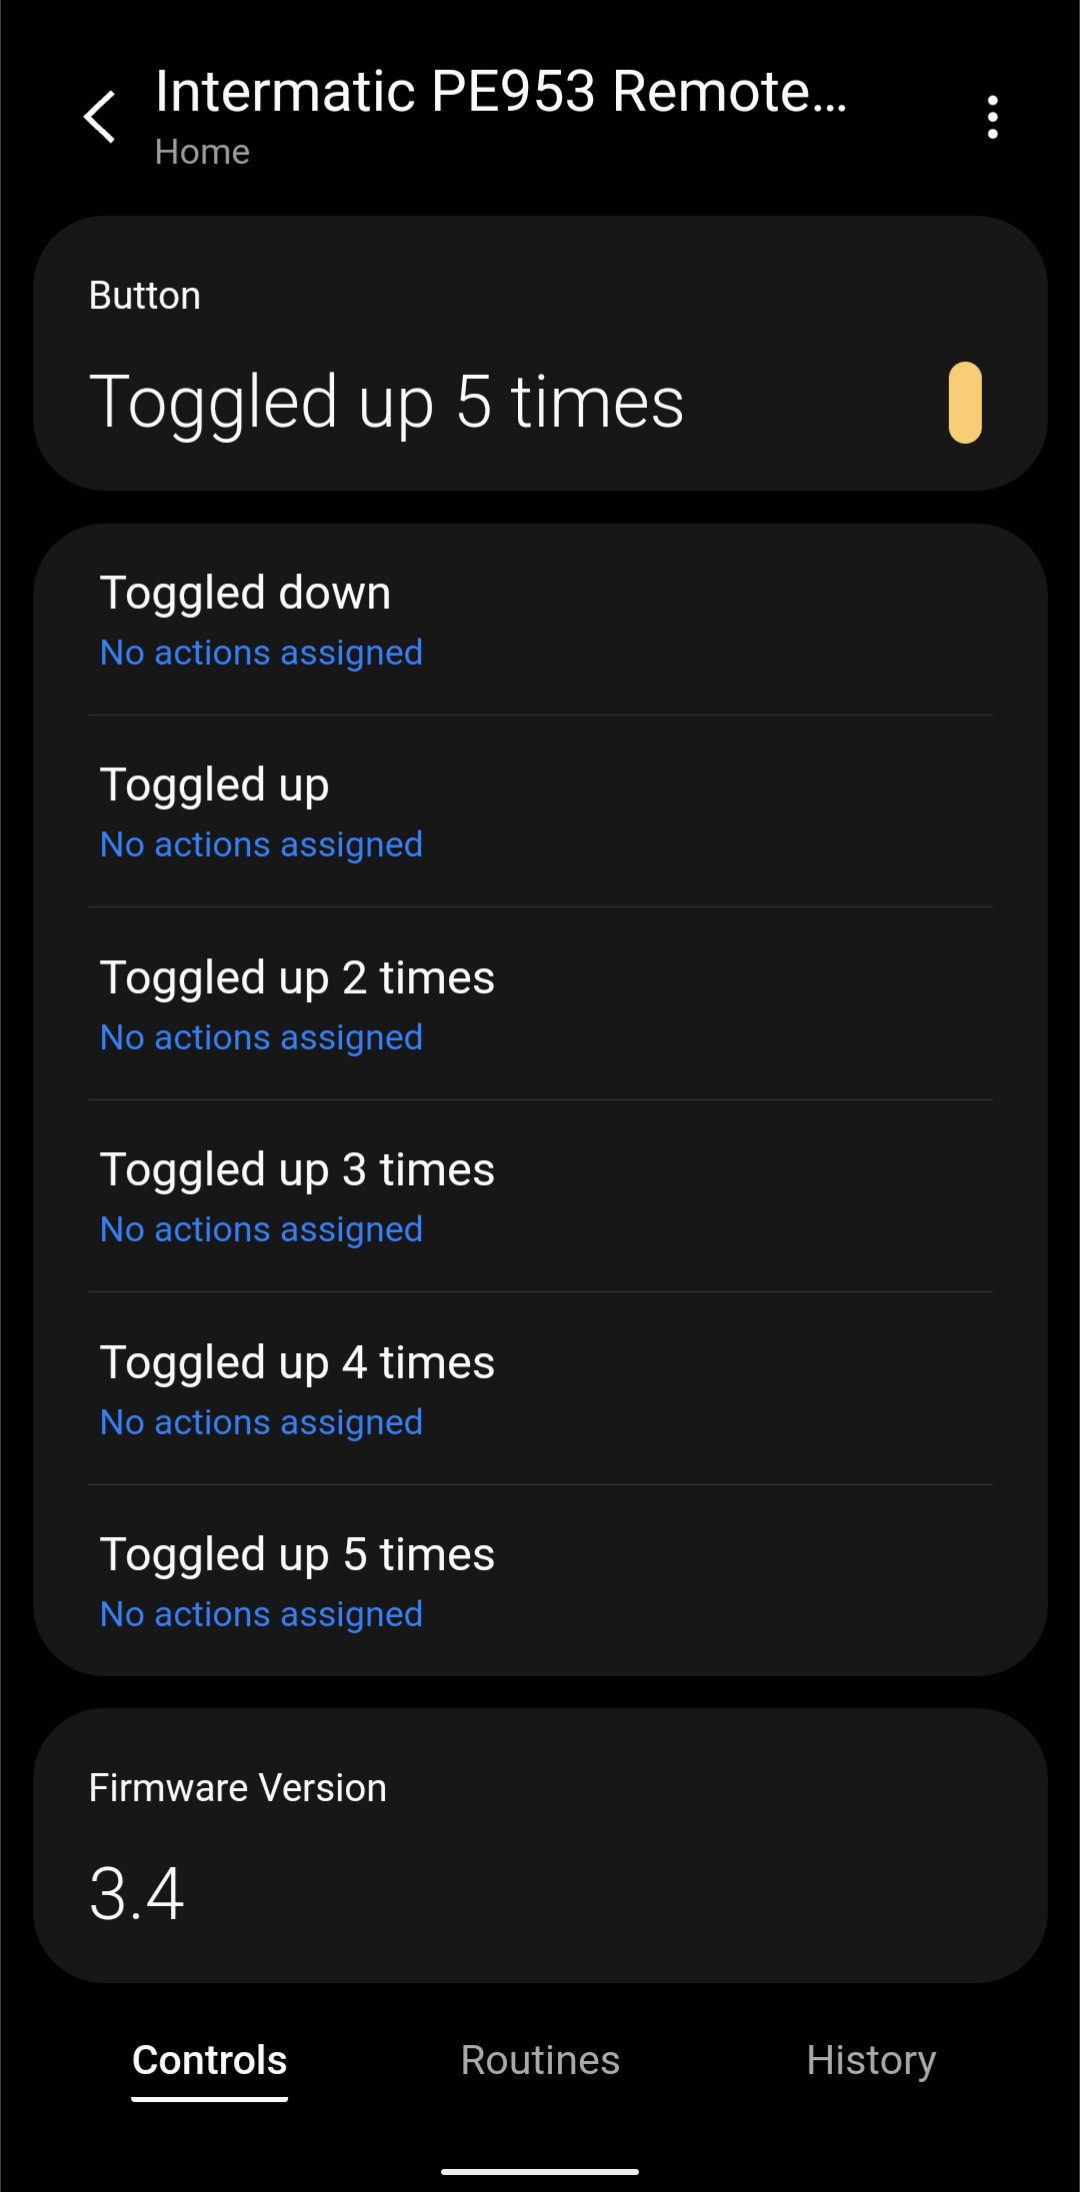 Intermatic PE953 Remote...
Home
Button
Toggled up 5 times
Toggled down
No actions assigned
Toggled up
No actions assigned
Toggled up 2 times
No actions assigned
Toggled up 3 times
No actions assigned
Toggled up 4 times
No actions assigned
Toggled up 5 times
No actions assigned
Firmware Version
3.4
Controls Routines History